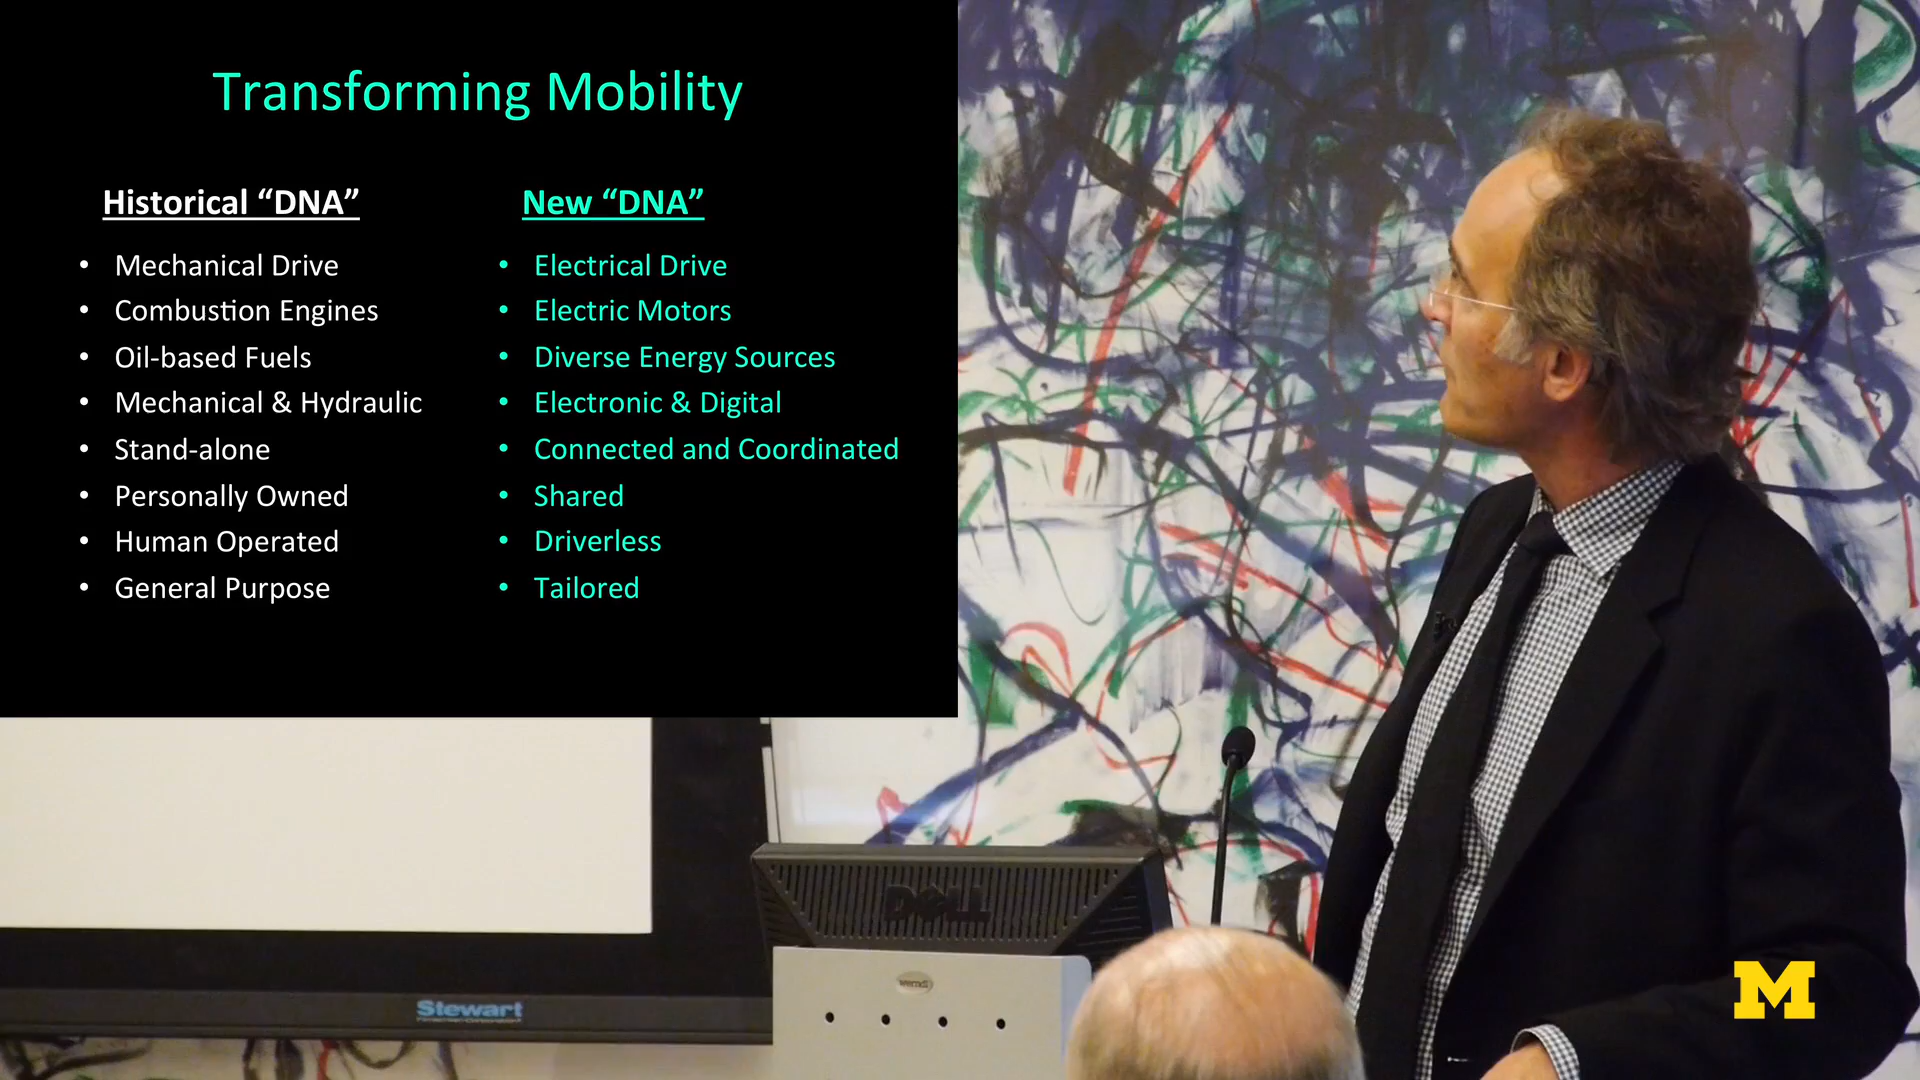 Transforming Mobility
Historical “DNA”
• Mechanical Drive
• Combustion Engines
• Oil-based Fuels
• Mechanical & Hydraulic
• Stand-alone
• Personally Owned
• Human Operated
• General Purpose
New “DNA”
• Electrical Drive
• Electric Motors
• Diverse Energy Sources
• Electronic & Digital
• Connected and Coordinated
• Shared
• Driverless
• Tailored
DELL
Stewart
M